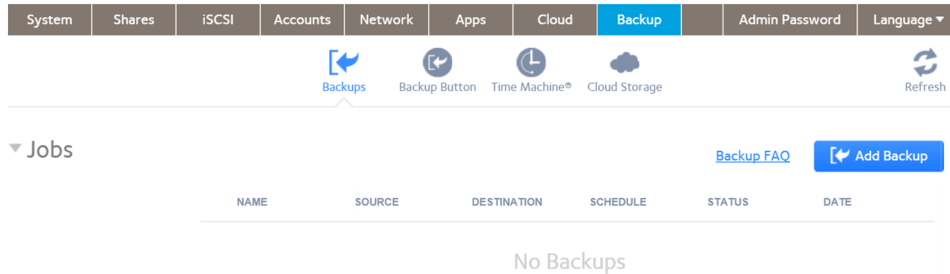 System Shares iSCSI Accounts Network Apps Cloud Backup Admin Password Language ▾
Backups Backup Button Time Machine® Cloud Storage Refresh
Jobs Backup FAQ Add Backup
NAME SOURCE DESTINATION SCHEDULE STATUS DATE
No Backups